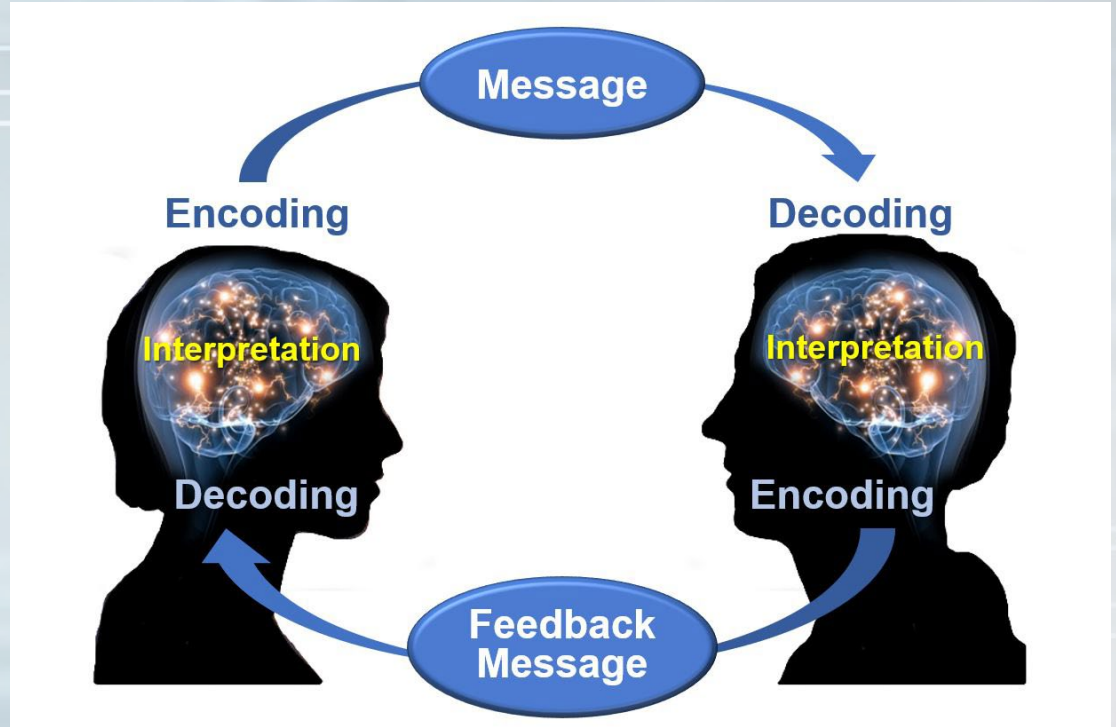 Message
Encoding
Decoding
Interpretation
Interpretation
Decoding
Encoding
Feedback
Message